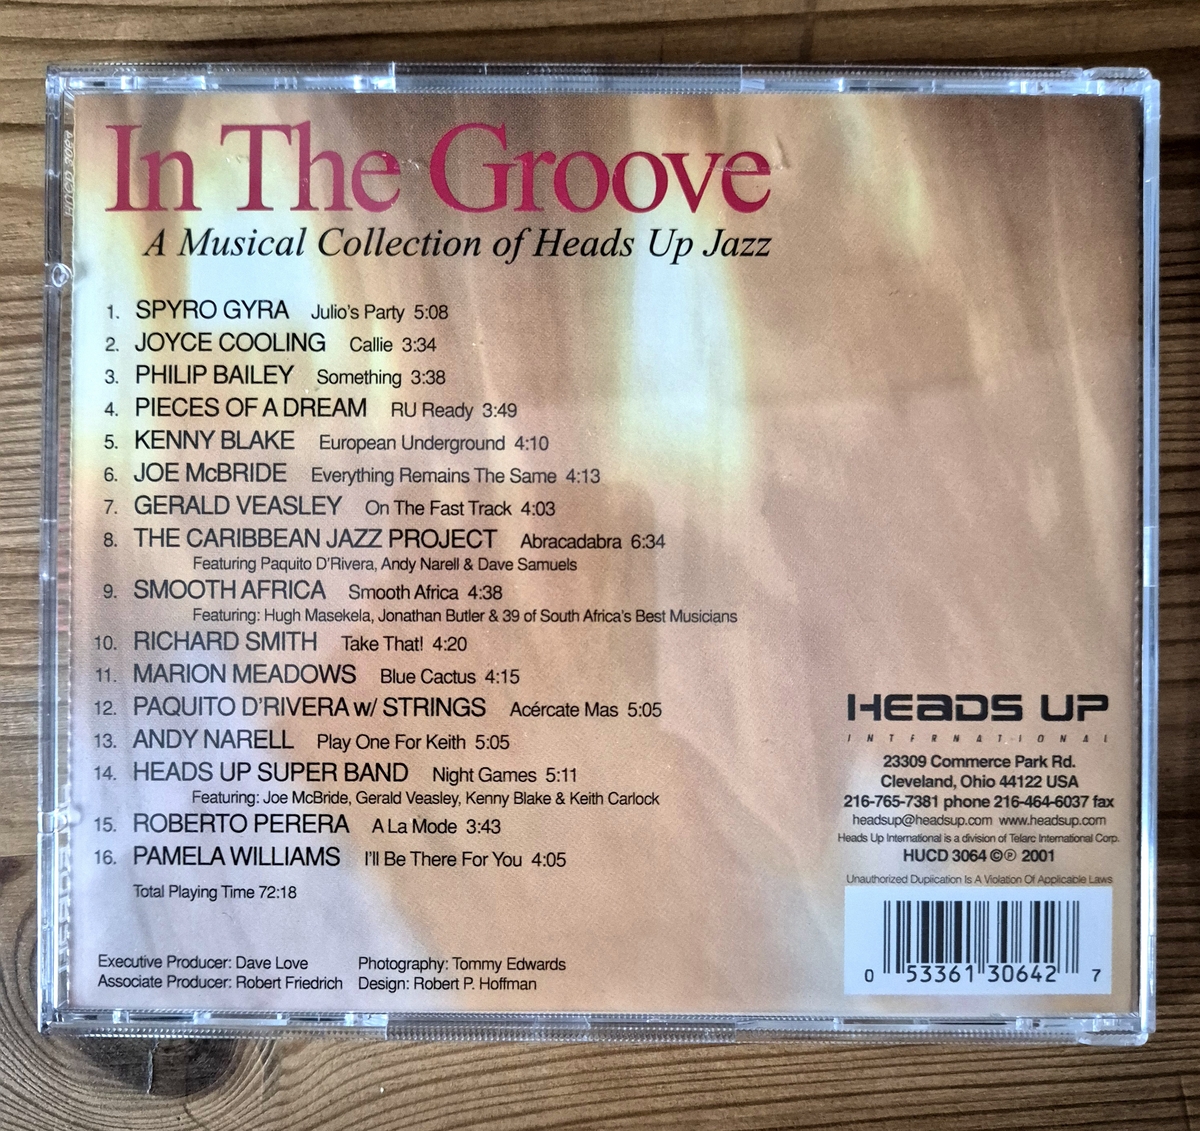 In The Groove
A Musical Collection of Heads Up Jazz
1. SPYRO GYRA Julio's Party 5:08
2. JOYCE COOLING Callie 3:34
3. PHILIP BAILEY Something 3:38
4. PIECES OF A DREAM RU Ready 3:49
5. KENNY BLAKE European Underground 4:10
6. JOE McBRIDE Everything Remains The Same 4:13
7. GERALD VEASLEY On The Fast Track 4:03
8. THE CARIBBEAN JAZZ PROJECT Abracadabra 6:34
Featuring Paquito D'Rivera, Andy Narell & Dave Samuels
9. SMOOTH AFRICA Smooth Africa 4:38
Featuring: Hugh Masekela, Jonathan Butler & 39 of South Africa's Best Musicians
10. RICHARD SMITH Take That! 4:20
11. MARION MEADOWS Blue Cactus 4:15
12. PAQUITO D'RIVERA w/ STRINGS Acércate Mas 5:05
13. ANDY NARELL Play One For Keith 5:05
14. HEADS UP SUPER BAND Night Games 5:11
Featuring: Joe McBride, Gerald Veasley, Kenny Blake & Keith Carlock
15. ROBERTO PERERA A La Mode 3:43
16. PAMELA WILLIAMS I'll Be There For You 4:05
Total Playing Time 72:18
Executive Producer: Dave Love Photography: Tommy Edwards
Associate Producer: Robert Friedrich Design: Robert P. Hoffman
HEADS UP
INTERNATIONAL
23309 Commerce Park Rd.
Cleveland, Ohio 44122 USA
216-765-7381 phone 216-464-6037 fax
headsup@headsup.com www.headsup.com
Heads Up International is a division of Telarc International Corp.
HUCD 3064 ©℗ 2001
Unauthorized Duplication Is A Violation Of Applicable Laws
0 53361 30642 7